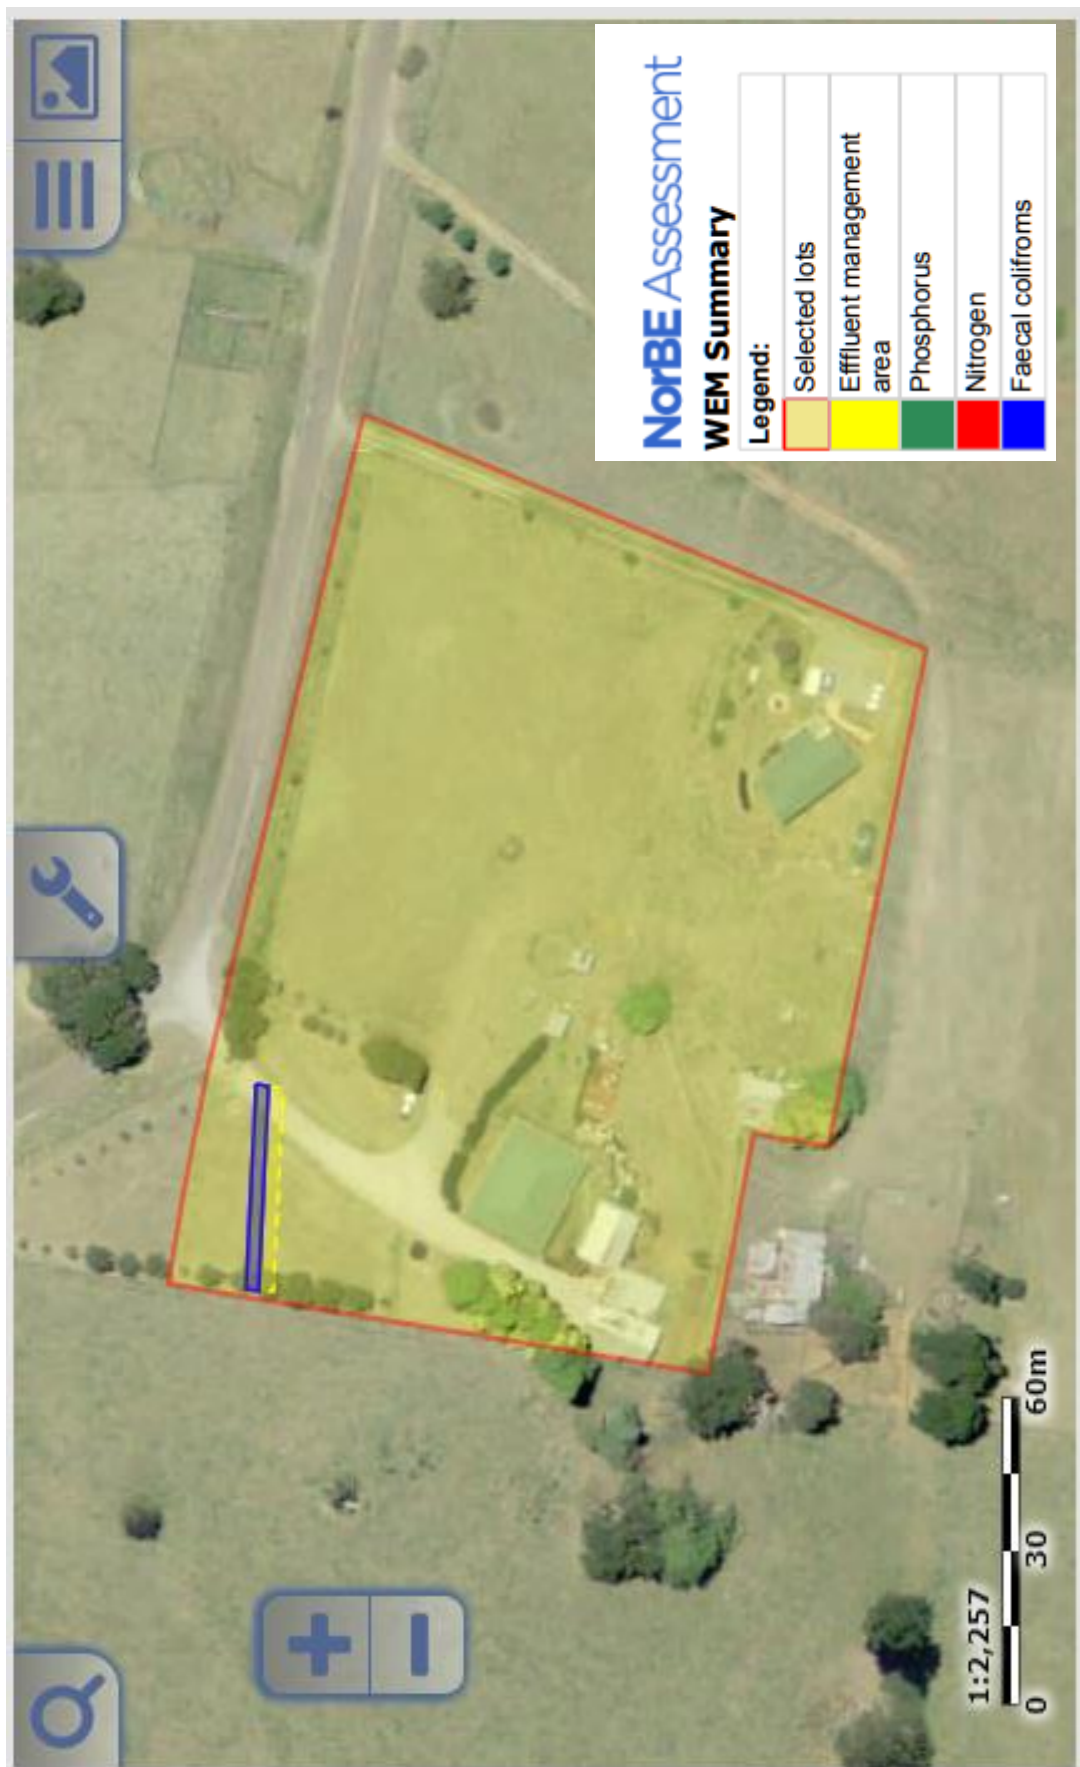 NorBE Assessment
WEM Summary
Legend:
Selected lots
Efffluent management
area
Phosphorus
Nitrogen
Faecal colifroms
1:2,257
0 30 60m